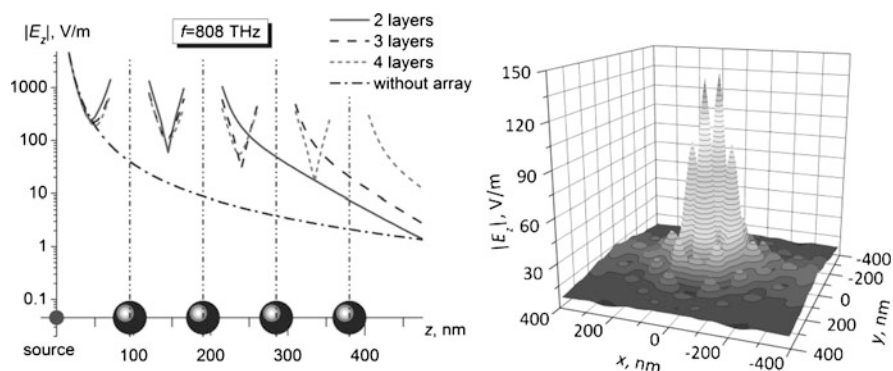 |E_z|, V/m
f=808 THz
2 layers
3 layers
4 layers
without array
1000
100
10
1
0.1
source
100
200
300
400
z, nm
150
120
90
60
30
|E_z|, V/m
400
200
0
-200
-400
x, nm
-400
-200
0
200
400
y, nm